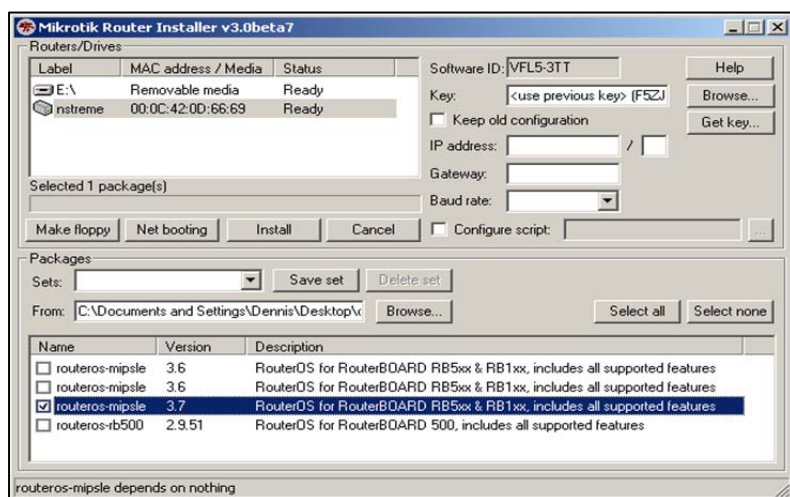 Mikrotik Router Installer v3.0beta7
Routers/Drives
Label MAC address / Media Status
E:\ Removable media Ready
nstreme 00:0C:42:0D:66:69 Ready
Selected 1 package(s)
Make floppy Net booting Install Cancel
Software ID: VFL5-3TT Help
Key: <use previous key> (F5ZJ Browse...
Keep old configuration Get key...
IP address: /
Gateway:
Baud rate:
Configure script: ...
Packages
Sets: Save set Delete set
From: C:\Documents and Settings\Dennis\Desktop\ Browse... Select all Select none
Name Version Description
routeros-mipsle 3.6 RouterOS for RouterBOARD RB5xx & RB1xx, includes all supported features
routeros-mipsle 3.6 RouterOS for RouterBOARD RB5xx & RB1xx, includes all supported features
routeros-mipsle 3.7 RouterOS for RouterBOARD RB5xx & RB1xx, includes all supported features
routeros-rb500 2.9.51 RouterOS for RouterBOARD 500, includes all supported features
routeros-mipsle depends on nothing